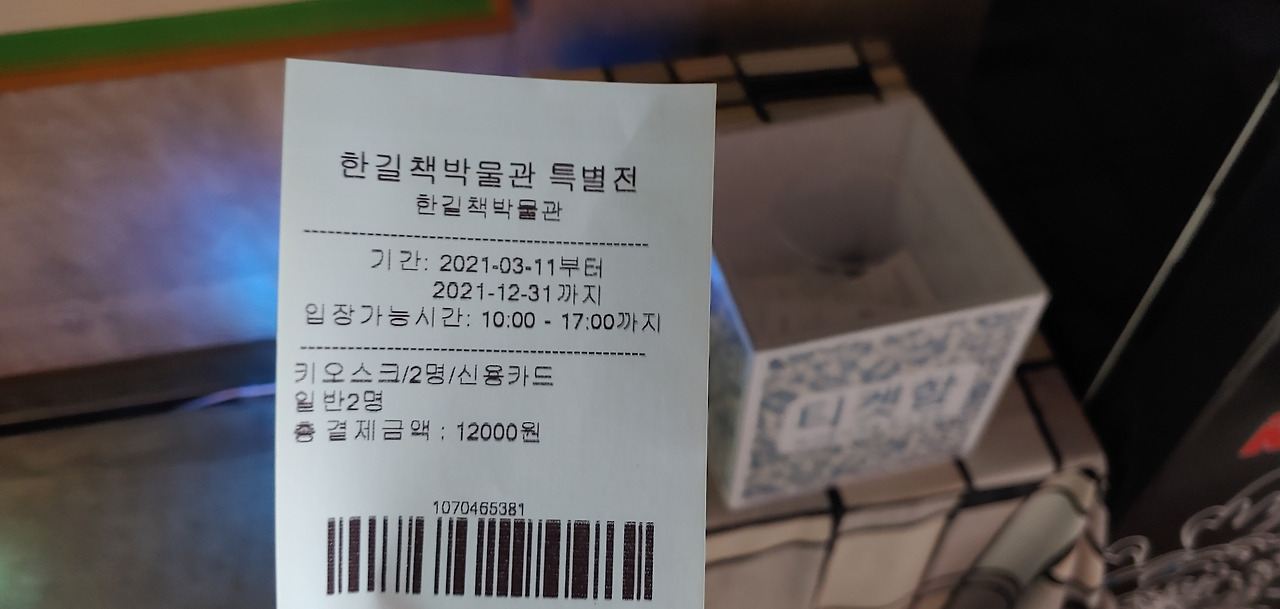 한길책박물관 특별전
한길책박물관
기간: 2021-03-11부터
2021-12-31까지
입장가능시간: 10:00 - 17:00까지
키오스크/2명/신용카드
일반2명
총 결제금액 : 12000원
1070465381
티켓함